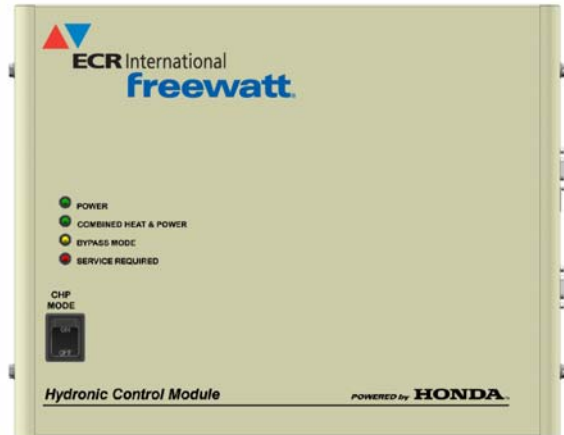 ECR International
freewatt.
POWER
COMBINED HEAT & POWER
BYPASS MODE
SERVICE REQUIRED
CHP
MODE
ON
OFF
Hydronic Control Module
POWERED by HONDA